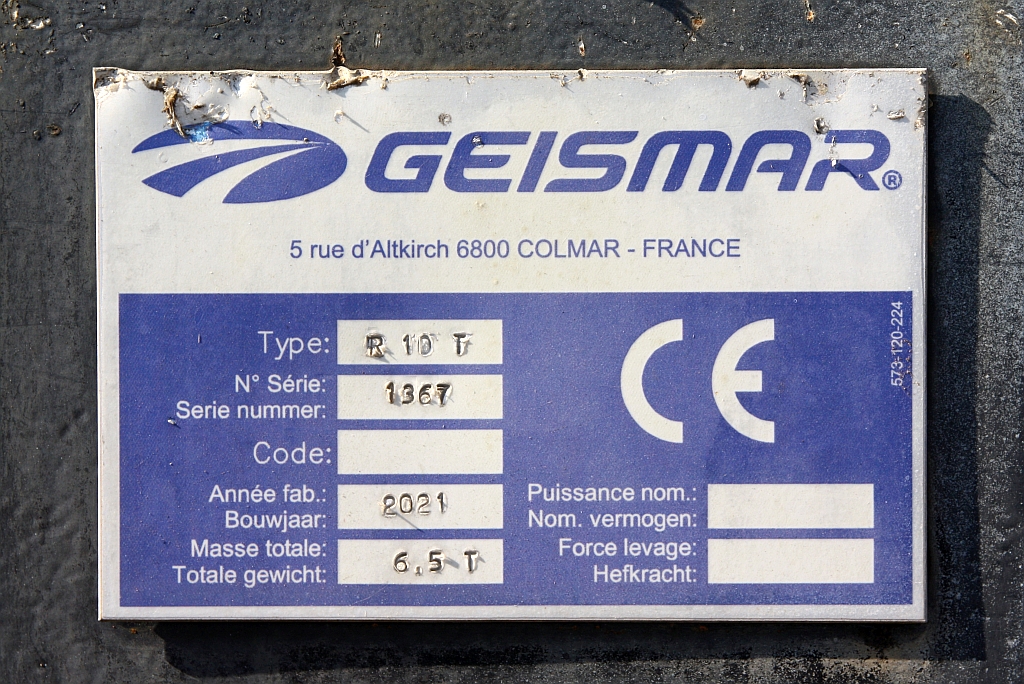 GEISMAR®
5 rue d'Altkirch 6800 COLMAR - FRANCE
Type: R 10 T
N° Série:
Serie nummer: 1367
Code:
Année fab.:
Bouwjaar: 2021
Masse totale:
Totale gewicht: 6,5 T
CE
573-120-224
Puissance nom.:
Nom. vermogen:
Force levage:
Hefkracht: